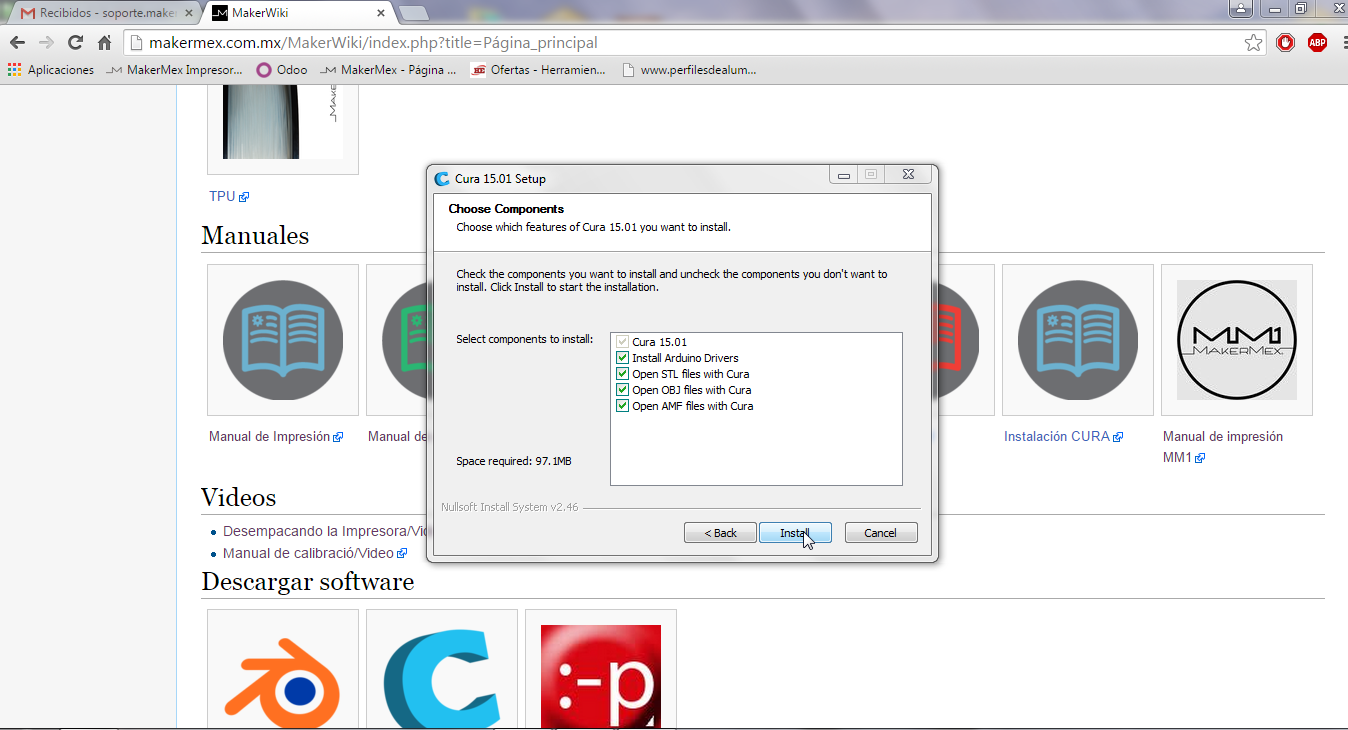 Recibidos - soporte.maker
MakerWiki
makermex.com.mx/MakerWiki/index.php?title=Página_principal
ABP
Aplicaciones
MakerMex Impresor...
Odoo
MakerMex - Página ...
Ofertas - Herramien...
www.perfilesdealum...
TPU
Manuales
Manual de Impresión
Manual de
Instalación CURA
MM1
MAKERMEX
Manual de impresión
MM1
Videos
Desempacando la Impresora/Vid
Manual de calibració/Video
Descargar software
:-p
Cura 15.01 Setup
Choose Components
Choose which features of Cura 15.01 you want to install.
Check the components you want to install and uncheck the components you don't want to
install. Click Install to start the installation.
Select components to install:
Cura 15.01
Install Arduino Drivers
Open STL files with Cura
Open OBJ files with Cura
Open AMF files with Cura
Space required: 97.1MB
Nullsoft Install System v2.46
< Back
Install
Cancel